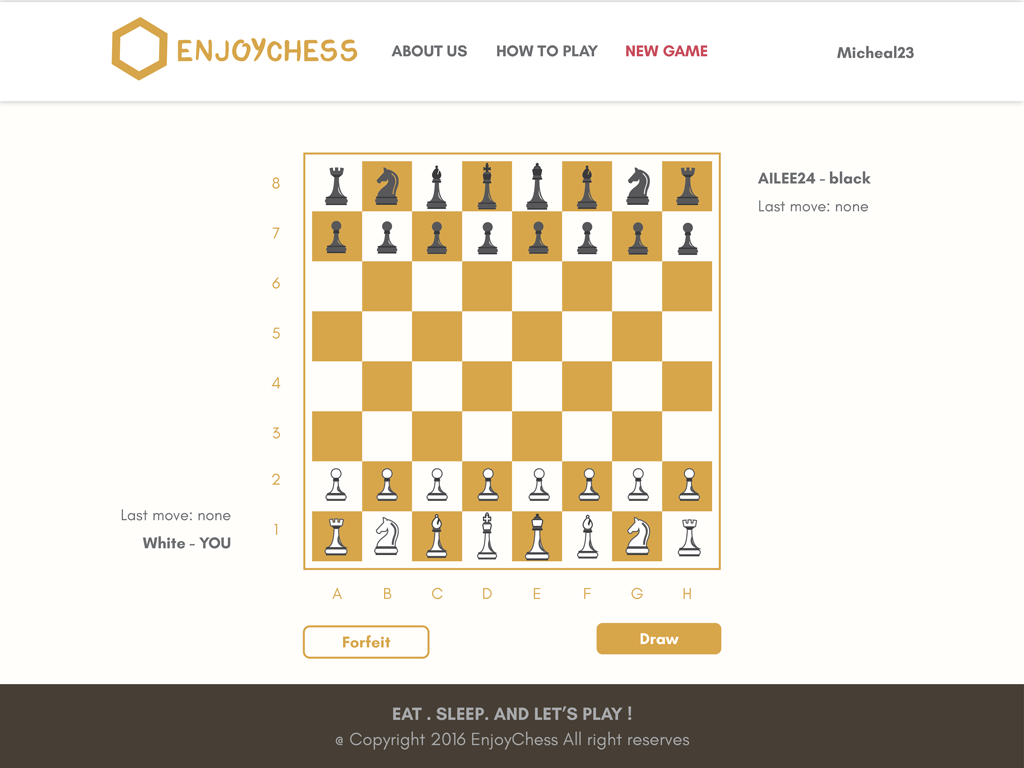 ENJOYCHESS
ABOUT US
HOW TO PLAY
NEW GAME
Micheal23
AILEE24 - black
Last move: none
8
7
6
5
4
3
2
1
Last move: none
White - YOU
A B C D E F G H
Forfeit
Draw
EAT . SLEEP. AND LET’S PLAY !
@ Copyright 2016 EnjoyChess All right reserves